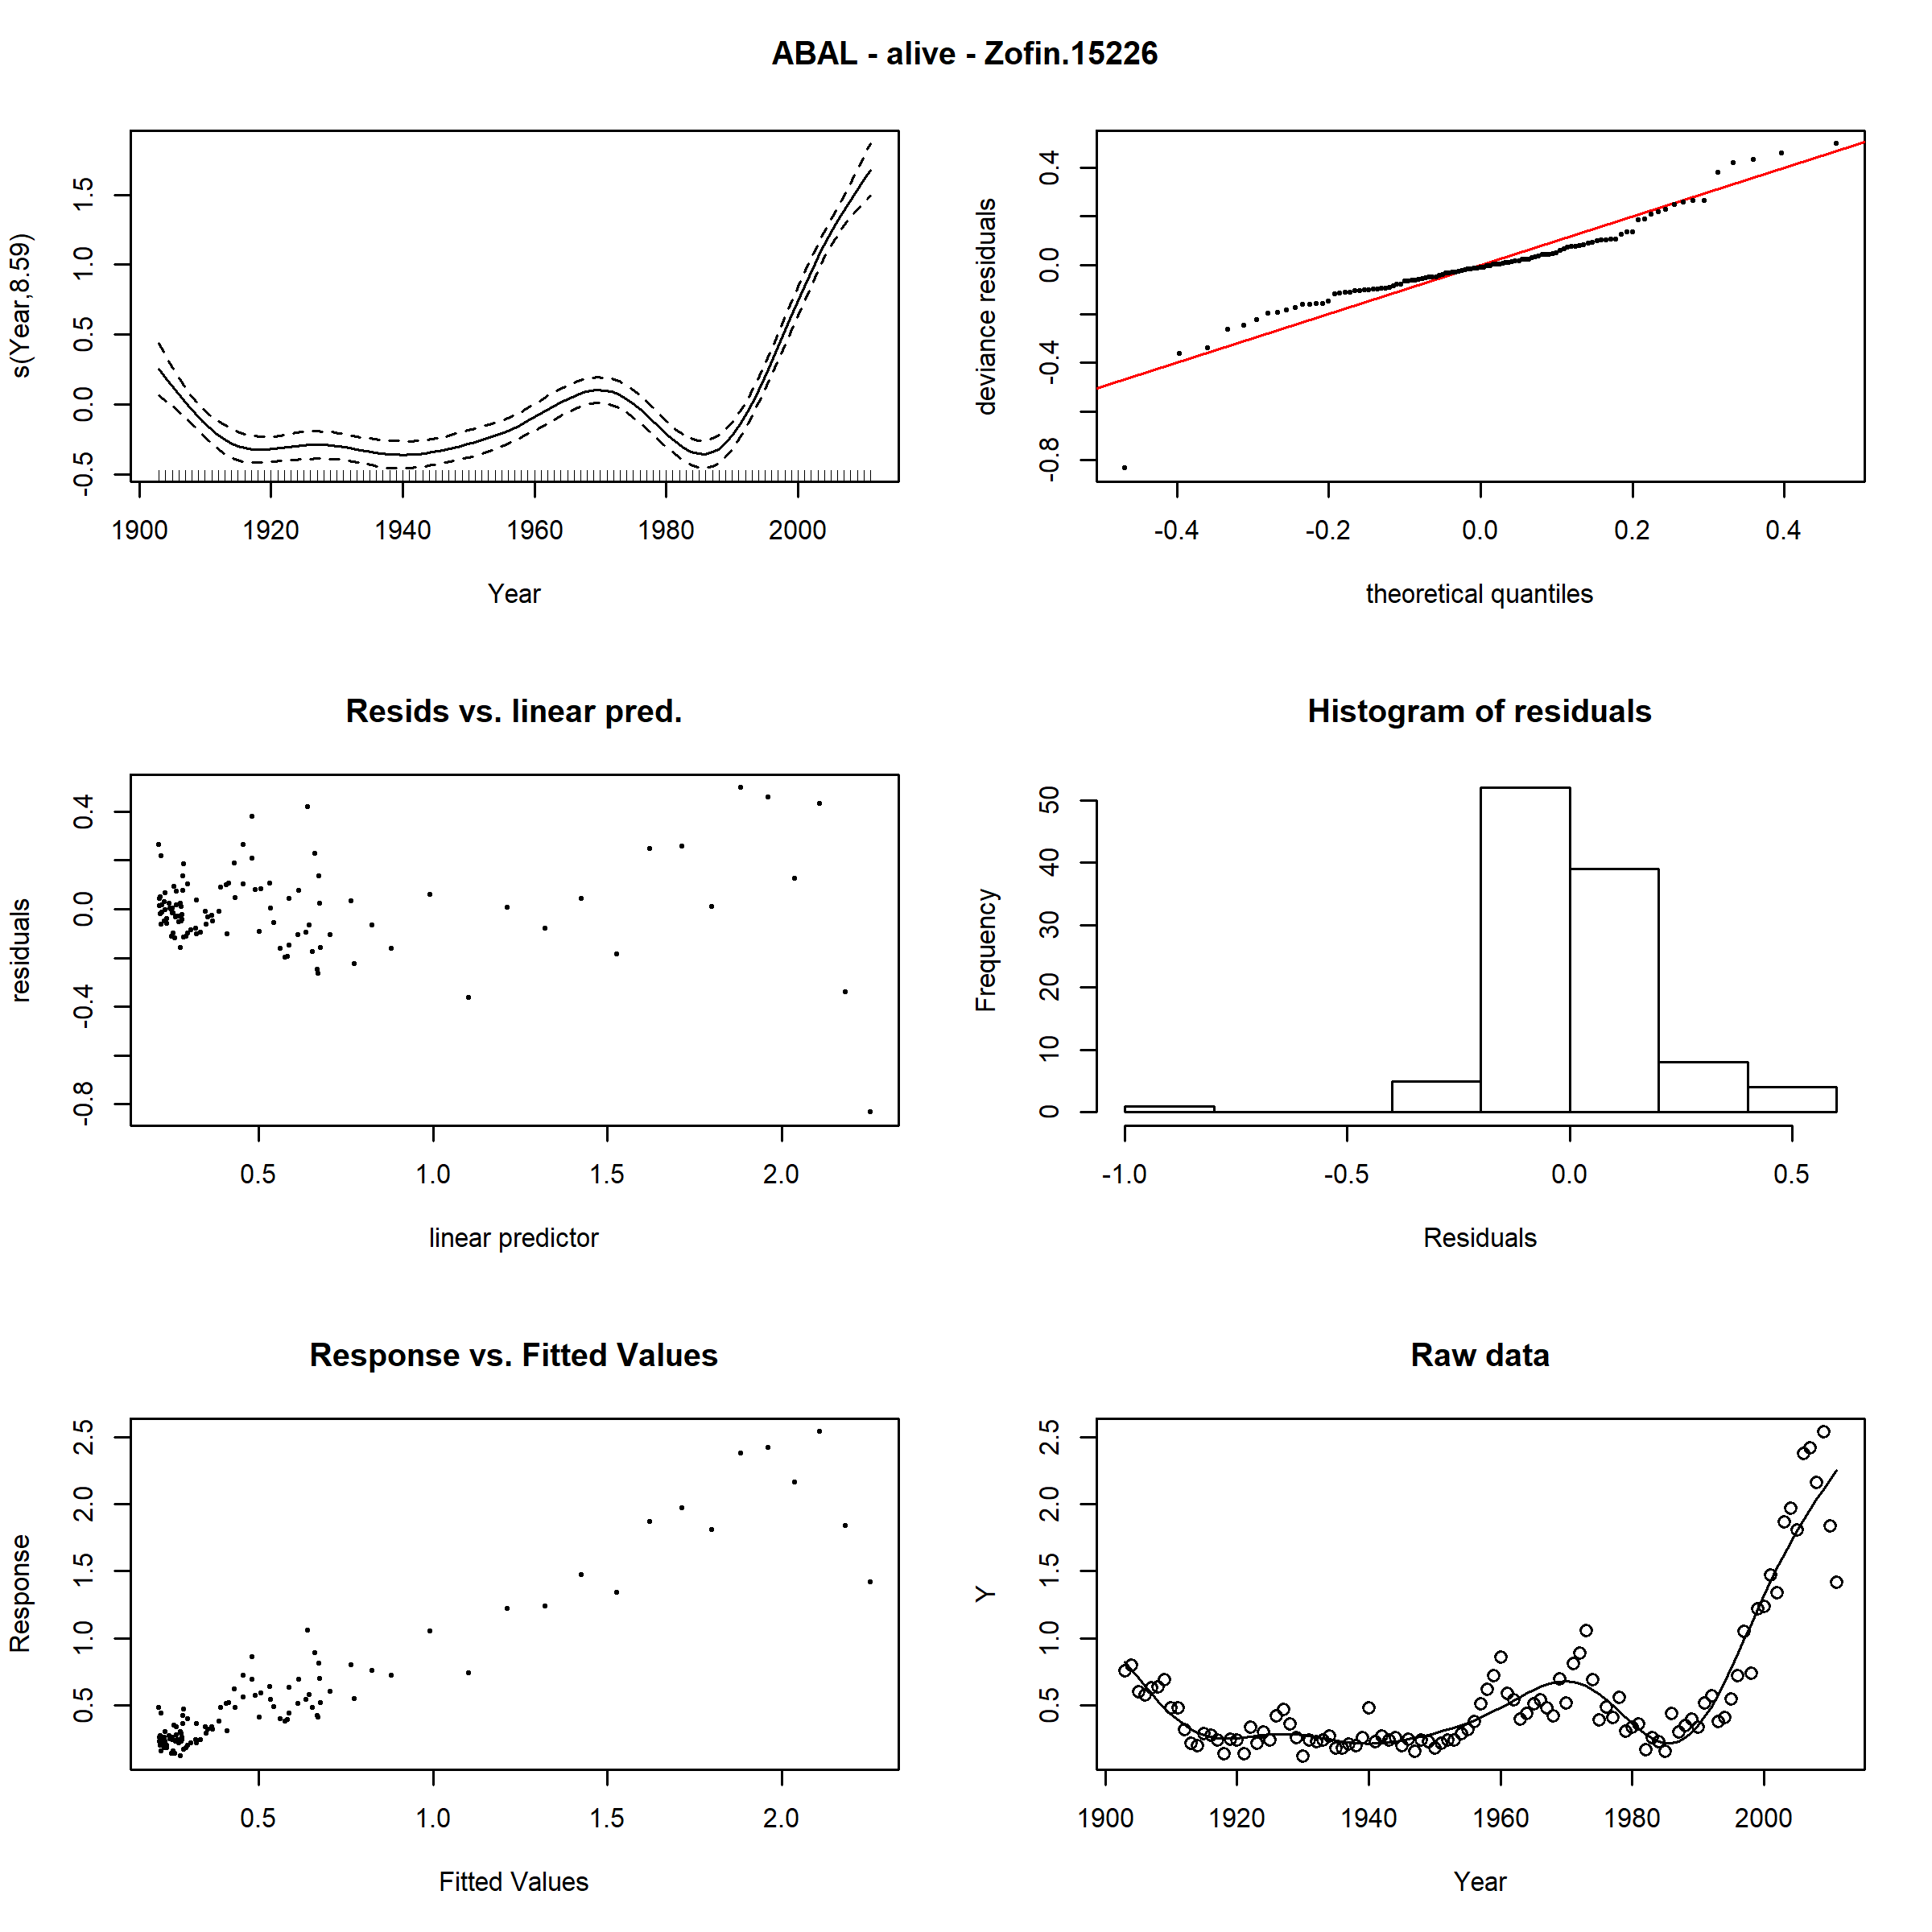 ABAL - alive - Zofin.15226
s(Year,8.59)
-0.5 0.0 0.5 1.0 1.5
1900 1920 1940 1960 1980 2000
Year
deviance residuals
-0.8 -0.4 0.0 0.4
-0.4 -0.2 0.0 0.2 0.4
theoretical quantiles
Resids vs. linear pred.
residuals
-0.8 -0.4 0.0 0.4
0.5 1.0 1.5 2.0
linear predictor
Histogram of residuals
Frequency
0 10 20 30 40 50
-1.0 -0.5 0.0 0.5
Residuals
Response vs. Fitted Values
Response
0.5 1.0 1.5 2.0 2.5
0.5 1.0 1.5 2.0
Fitted Values
Raw data
Y
0.5 1.0 1.5 2.0 2.5
1900 1920 1940 1960 1980 2000
Year